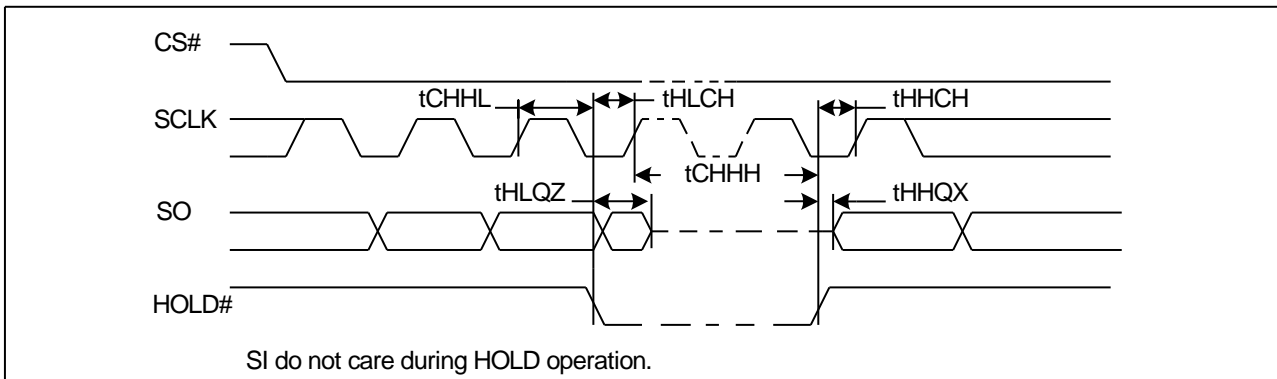 CS#
tCHHL
tHLCH
tHHCH
SCLK
tCHHH
tHLQZ
tHHQX
SO
HOLD#
SI do not care during HOLD operation.